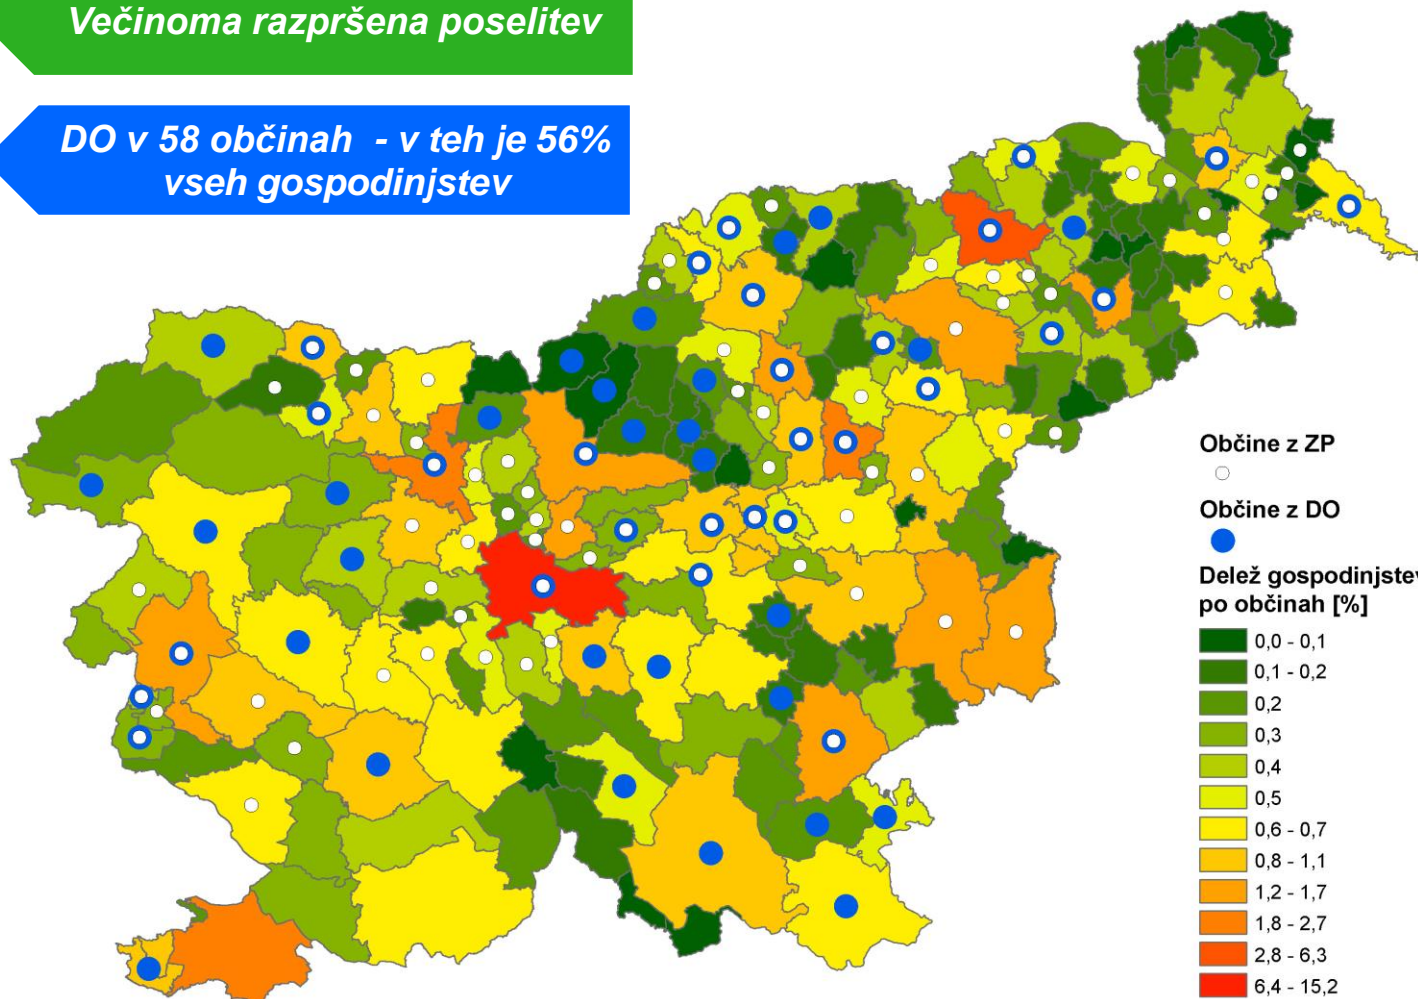 Večinoma razpršena poselitev
DO v 58 občinah - v teh je 56%
vseh gospodinjstev
Občine z ZP
Občine z DO
Delež gospodinjstev
po občinah [%]
0,0 - 0,1
0,1 - 0,2
0,2
0,3
0,4
0,5
0,6 - 0,7
0,8 - 1,1
1,2 - 1,7
1,8 - 2,7
2,8 - 6,3
6,4 - 15,2